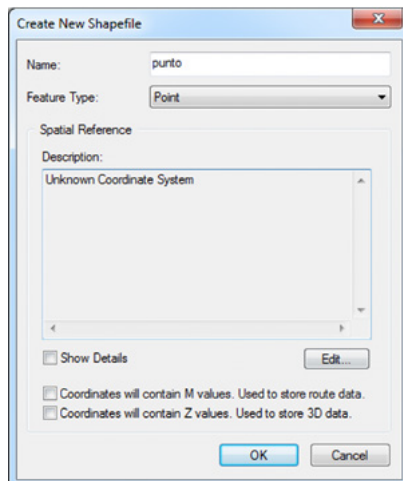 Create New Shapefile
Name: punto
Feature Type: Point
Spatial Reference
Description:
Unknown Coordinate System
Show Details Edit...
Coordinates will contain M values. Used to store route data.
Coordinates will contain Z values. Used to store 3D data.
OK Cancel